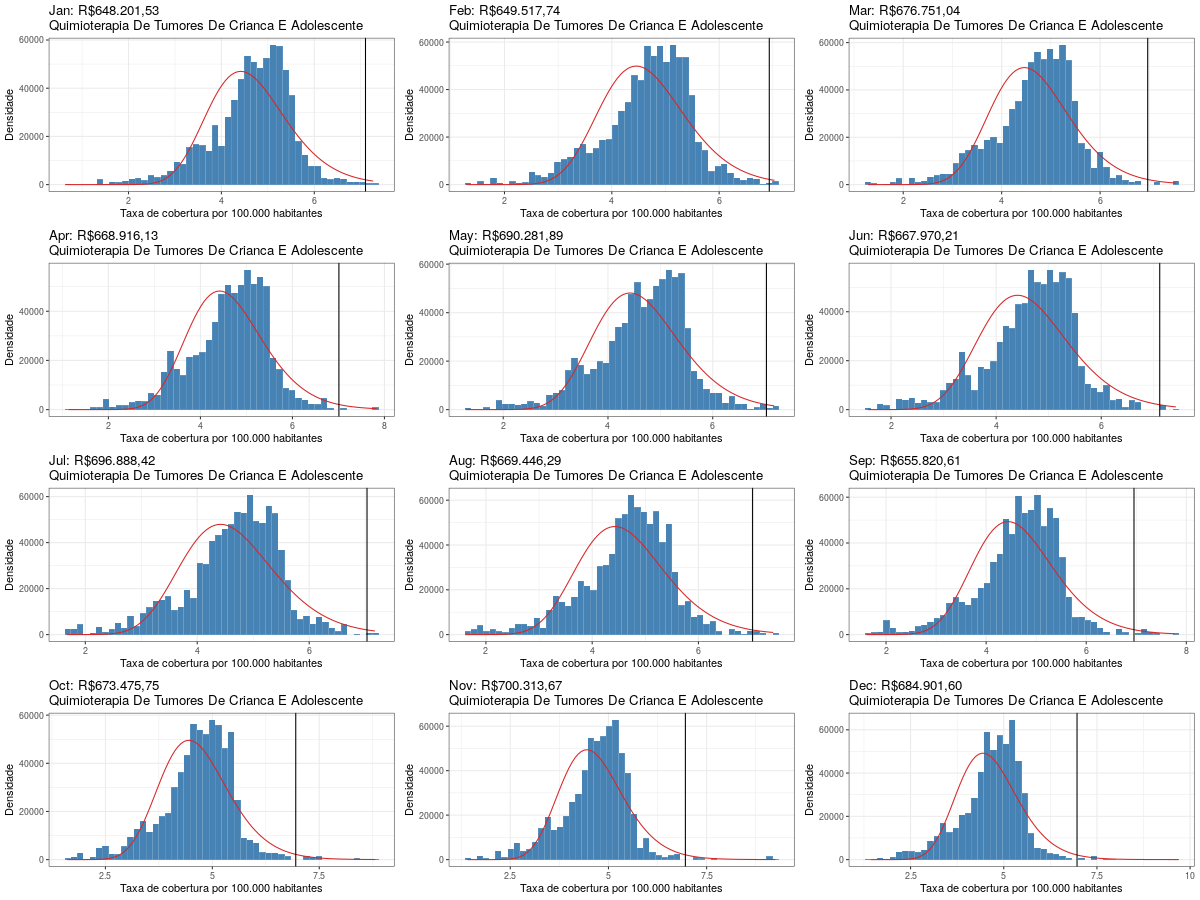 Jan: R$648.201,53
Quimioterapia De Tumores De Crianca E Adolescente
Densidade
60000
40000
20000
0
2
4
6
Taxa de cobertura por 100.000 habitantes
Feb: R$649.517,74
Quimioterapia De Tumores De Crianca E Adolescente
Densidade
60000
40000
20000
0
2
4
6
Taxa de cobertura por 100.000 habitantes
Mar: R$676.751,04
Quimioterapia De Tumores De Crianca E Adolescente
Densidade
60000
40000
20000
0
2
4
6
Taxa de cobertura por 100.000 habitantes
Apr: R$668.916,13
Quimioterapia De Tumores De Crianca E Adolescente
Densidade
40000
20000
0
2
4
6
8
Taxa de cobertura por 100.000 habitantes
May: R$690.281,89
Quimioterapia De Tumores De Crianca E Adolescente
Densidade
60000
40000
20000
0
2
4
6
Taxa de cobertura por 100.000 habitantes
Jun: R$667.970,21
Quimioterapia De Tumores De Crianca E Adolescente
Densidade
40000
20000
0
2
4
6
Taxa de cobertura por 100.000 habitantes
Jul: R$696.888,42
Quimioterapia De Tumores De Crianca E Adolescente
Densidade
60000
40000
20000
0
2
4
6
Taxa de cobertura por 100.000 habitantes
Aug: R$669.446,29
Quimioterapia De Tumores De Crianca E Adolescente
Densidade
60000
40000
20000
0
2
4
6
Taxa de cobertura por 100.000 habitantes
Sep: R$655.820,61
Quimioterapia De Tumores De Crianca E Adolescente
Densidade
60000
40000
20000
0
2
4
6
8
Taxa de cobertura por 100.000 habitantes
Oct: R$673.475,75
Quimioterapia De Tumores De Crianca E Adolescente
Densidade
60000
40000
20000
0
2.5
5
7.5
Taxa de cobertura por 100.000 habitantes
Nov: R$700.313,67
Quimioterapia De Tumores De Crianca E Adolescente
Densidade
60000
40000
20000
0
2.5
5
7.5
Taxa de cobertura por 100.000 habitantes
Dec: R$684.901,60
Quimioterapia De Tumores De Crianca E Adolescente
Densidade
60000
40000
20000
0
2.5
5
7.5
10
Taxa de cobertura por 100.000 habitantes